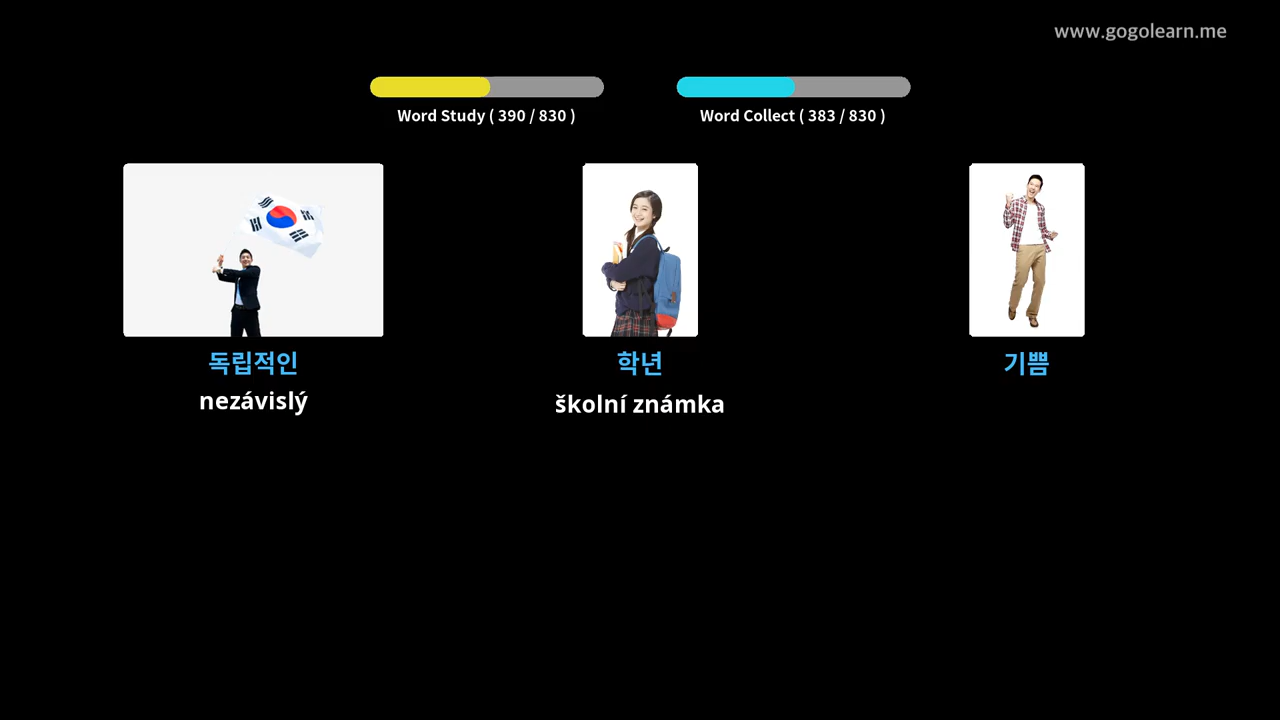 www.gogolearn.me
Word Study ( 390 / 830 )
Word Collect ( 383 / 830 )
독립적인
학년
기쁨
nezávislý
školní známka